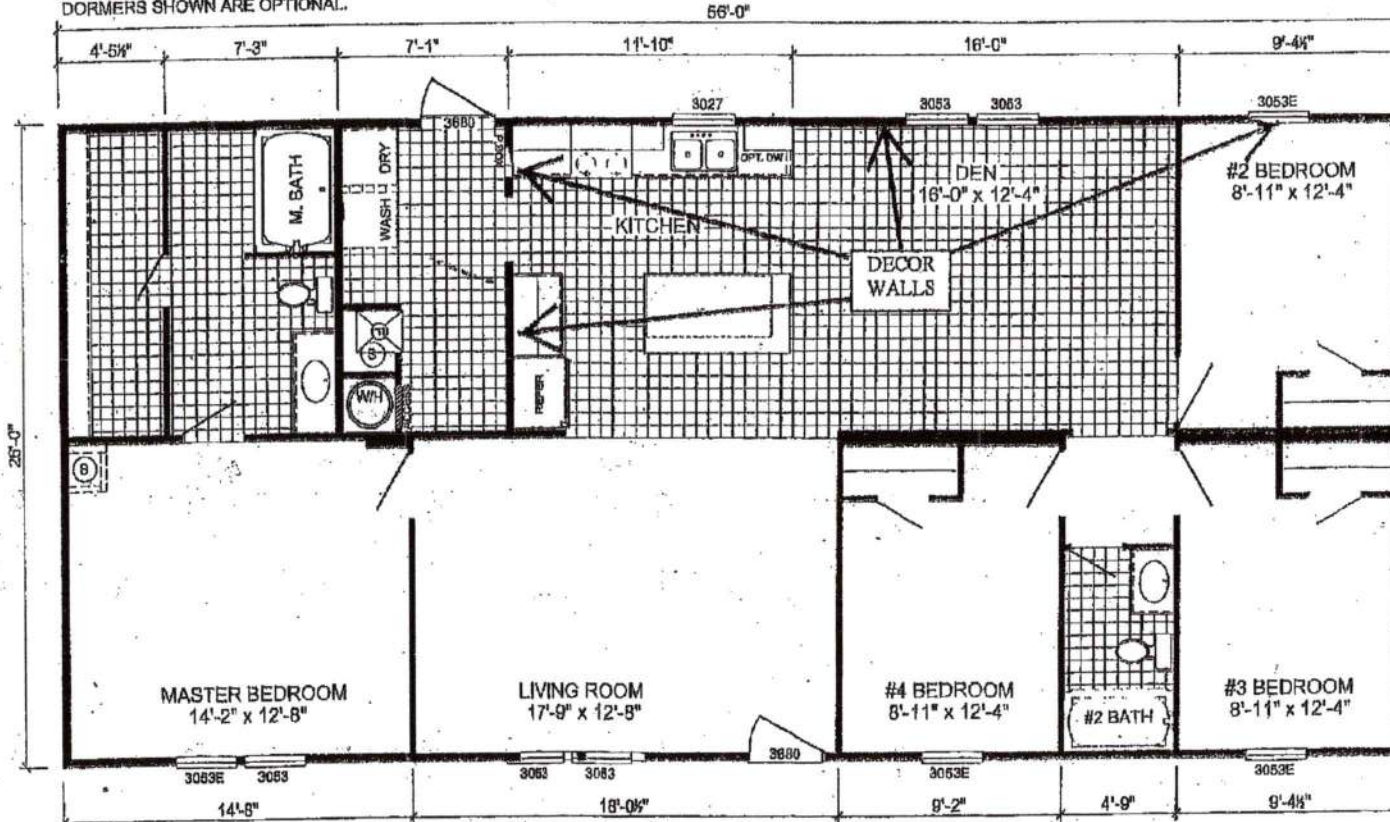 DORMERS SHOWN ARE OPTIONAL.
56'-0"
4'-5½" 7'-3" 7'-1" 11'-10" 16'-0" 9'-4½"
3680 3027 3053 3053 3053E
M. BATH
DRY
WASH
OPT. DW
DEN
16'-0" x 12'-4"
#2 BEDROOM
8'-11" x 12'-4"
KITCHEN
DECOR
WALLS
S
REFER
W/H
26'-0"
S
MASTER BEDROOM
14'-2" x 12'-8"
LIVING ROOM
17'-9" x 12'-8"
#4 BEDROOM
8'-11" x 12'-4"
#2 BATH
#3 BEDROOM
8'-11" x 12'-4"
3053E 3053 3053 3053 3680 3053E 3053E
14'-8" 18'-0½" 9'-2" 4'-9" 9'-4½"